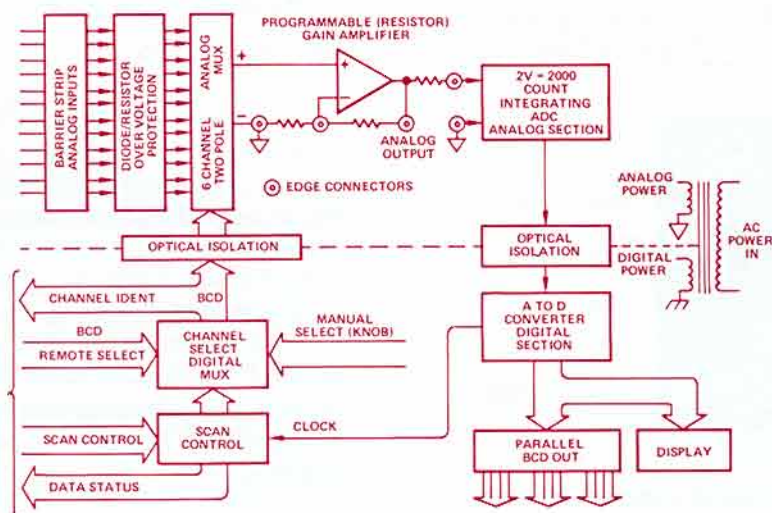 PROGRAMMABLE (RESISTOR)
GAIN AMPLIFIER
BARRIER STRIP
ANALOG INPUTS
DIODE/RESISTOR
OVER VOLTAGE
PROTECTION
ANALOG MUX
6 CHANNEL
TWO POLE
+
−
+
−
ANALOG
OUTPUT
EDGE CONNECTORS
2V = 2000
COUNT
INTEGRATING
ADC
ANALOG SECTION
ANALOG
POWER
AC
POWER
IN
DIGITAL
POWER
OPTICAL ISOLATION
OPTICAL
ISOLATION
CHANNEL IDENT
BCD
BCD
REMOTE SELECT
CHANNEL
SELECT
DIGITAL
MUX
MANUAL
SELECT (KNOB)
A TO D
CONVERTER
DIGITAL
SECTION
SCAN CONTROL
SCAN
CONTROL
CLOCK
DATA STATUS
PARALLEL
BCD OUT
DISPLAY